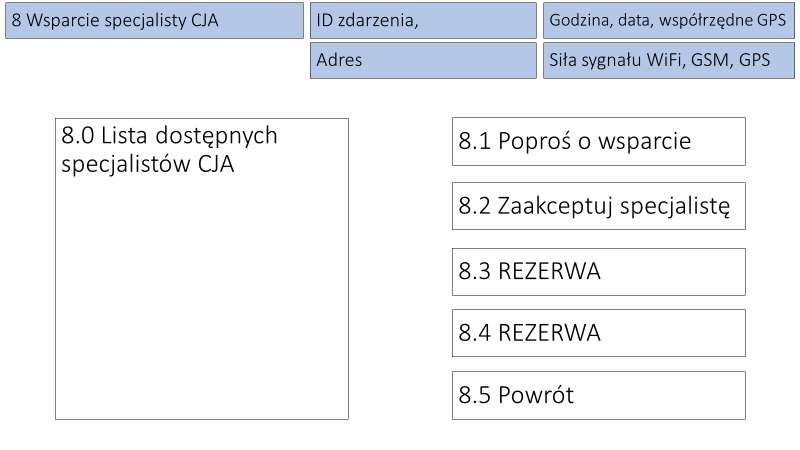 8 Wsparcie specjalisty CJA
ID zdarzenia,
Godzina, data, współrzędne GPS
Adres
Siła sygnału WiFi, GSM, GPS
8.0 Lista dostępnych
specjalistów CJA
8.1 Poproś o wsparcie
8.2 Zaakceptuj specjalistę
8.3 REZERWA
8.4 REZERWA
8.5 Powrót